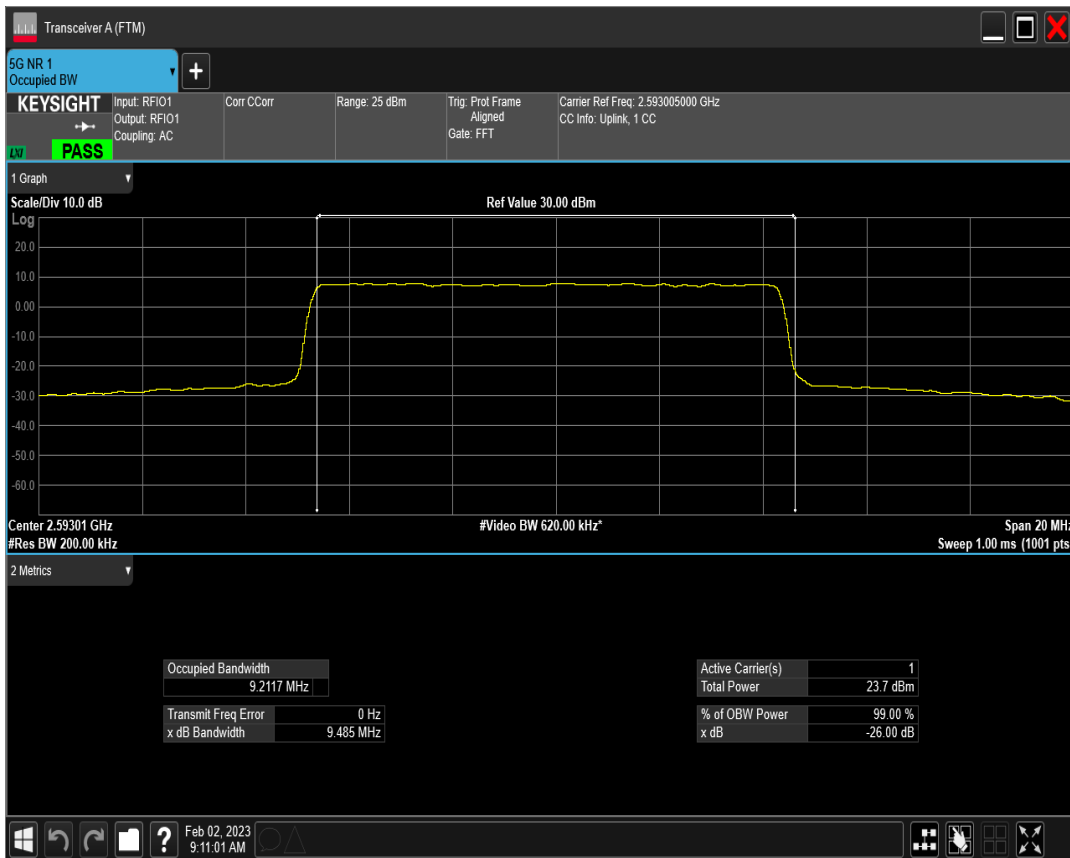 Transceiver A (FTM)
5G NR 1
Occupied BW
+
KEYSIGHT
LXI
PASS
Input: RFIO1
Output: RFIO1
Coupling: AC
Corr CCorr
Range: 25 dBm
Trig: Prot Frame
Aligned
Gate: FFT
Carrier Ref Freq: 2.593005000 GHz
CC Info: Uplink, 1 CC
1 Graph
Scale/Div 10.0 dB
Ref Value 30.00 dBm
Log
20.0
10.0
0.00
-10.0
-20.0
-30.0
-40.0
-50.0
-60.0
Center 2.59301 GHz
#Video BW 620.00 kHz*
Span 20 MHz
#Res BW 200.00 kHz
Sweep 1.00 ms (1001 pts
2 Metrics
Occupied Bandwidth
9.2117 MHz
Transmit Freq Error 0 Hz
x dB Bandwidth 9.485 MHz
Active Carrier(s) 1
Total Power 23.7 dBm
% of OBW Power 99.00 %
x dB -26.00 dB
?
Feb 02, 2023
9:11:01 AM